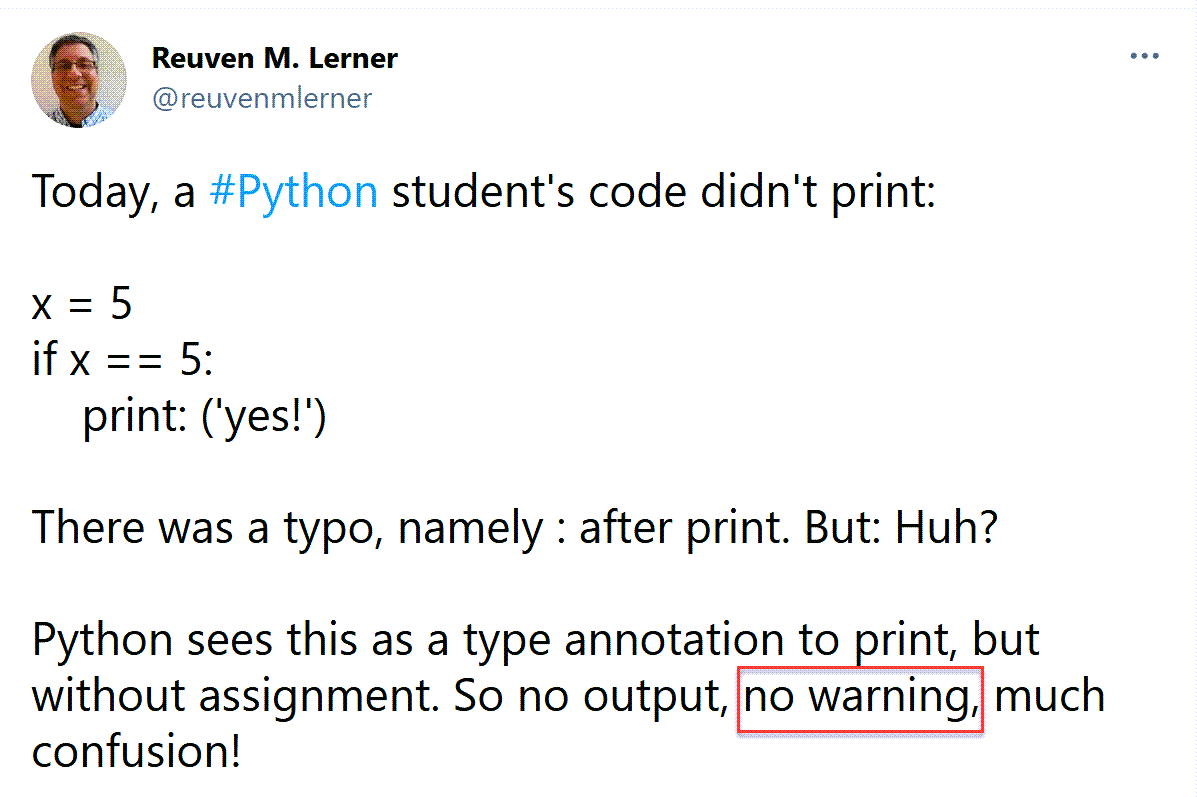 Reuven M. Lerner
@reuvenmlerner
Today, a #Python student's code didn't print:
x = 5
if x == 5:
    print: ('yes!')
There was a typo, namely : after print. But: Huh?
Python sees this as a type annotation to print, but
without assignment. So no output, no warning, much
confusion!